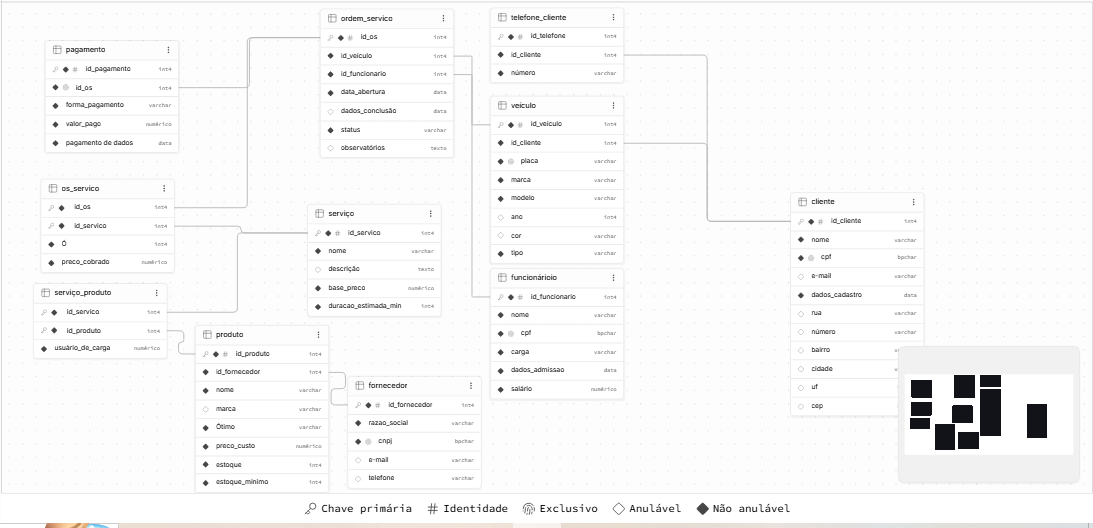 pagamento
id_pagamento int4
id_os int4
forma_pagamento varchar
valor_pago numérico
pagamento de dados data
ordem_servico
id_os int4
id_veículo int4
id_funcionario int4
data_abertura data
dados_conclusão data
status varchar
observatórios texto
telefone_cliente
id_telefone int4
id_cliente int4
número varchar
veículo
id_veículo int4
id_cliente int4
placa varchar
marca varchar
modelo varchar
ano int4
cor varchar
tipo varchar
os_servico
id_os int4
id_servico int4
Ó int4
preco_cobrado numérico
serviço
id_servico int4
nome varchar
descrição texto
base_preco numérico
duracao_estimada_min int4
cliente
id_cliente int4
nome varchar
cpf bpchar
e-mail varchar
dados_cadastro data
rua varchar
número varchar
bairro
cidade
uf
cep
funcionárioio
id_funcionario int4
nome varchar
cpf bpchar
carga varchar
dados_admissao data
salário numérico
serviço_produto
id_servico int4
id_produto int4
usuário_de_carga numérico
produto
id_produto int4
id_fornecedor int4
nome varchar
marca varchar
Ótimo varchar
preco_custo numérico
estoque int4
estoque_mínimo int4
fornecedor
id_fornecedor int4
razao_social varchar
cnpj bpchar
e-mail varchar
telefone varchar
Chave primária # Identidade Exclusivo Anulável Não anulável